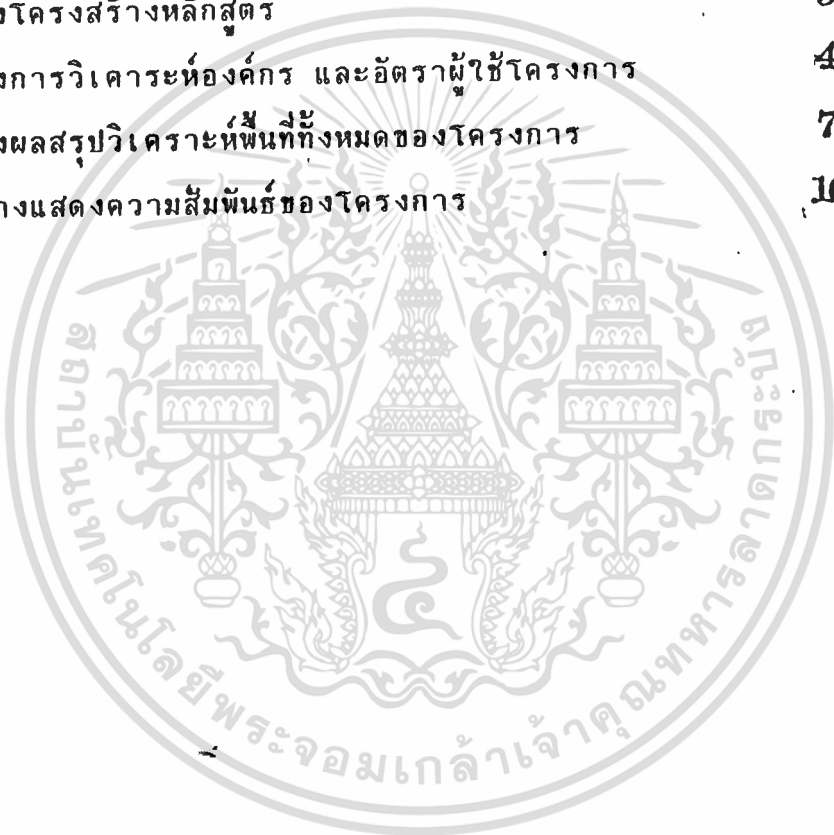 งโครงสร้างหลักสูตร
งการวิเคาระห์องค์กร และอัตราผู้ใช้โครงการ 4
งผลสรุปวิเคราะห์พื้นที่ทั้งหมดของโครงการ 7
างแสดงความสัมพันธ์ของโครงการ 10
สถาบันเทคโนโลยีพระจอมเกล้าเจ้าคุณทหารลาดกระบัง